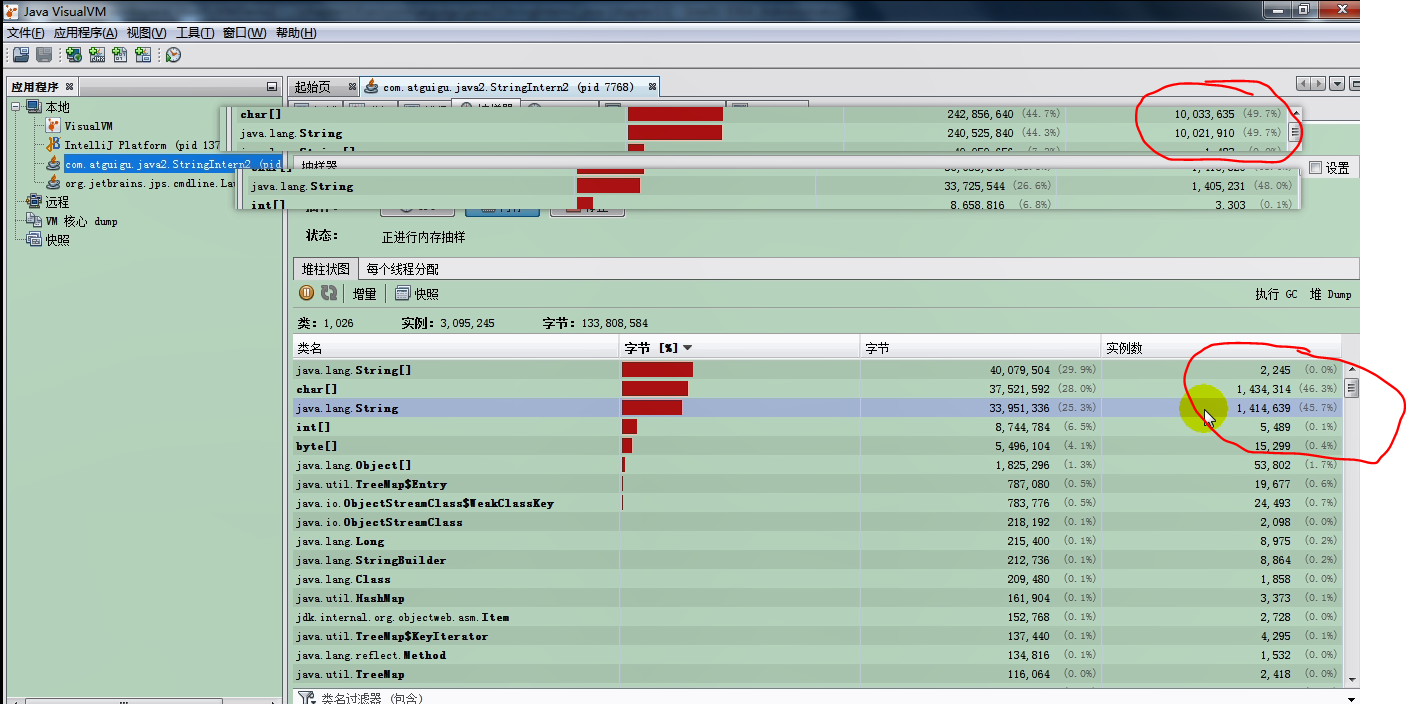 Java VisualVM
文件(F) 应用程序(A) 视图(V) 工具(T) 窗口(W) 帮助(H)
应用程序
起始页
com.atguigu.java2.StringIntern2 (pid 7768)
本地
VisualVM
IntelliJ Platform (pid 137
com.atguigu.java2.StringIntern2 (pid
org.jetbrains.jps.cmdline.La
远程
VM 核心 dump
快照
char[] 242,856,640 (44.7%) 10,033,635 (49.7%)
java.lang.String 240,525,840 (44.3%) 10,021,910 (49.7%)
抽样器
设置
java.lang.String 33,725,544 (26.6%) 1,405,231 (48.0%)
int[] 8,658,816 (6.8%) 3,303 (0.1%)
状态: 正进行内存抽样
堆柱状图 每个线程分配
增量 快照 执行 GC 堆 Dump
类: 1,026 实例: 3,095,245 字节: 133,808,584
类名 字节 [%] 字节 实例数
java.lang.String[] 40,079,504 (29.9%) 2,245 (0.0%)
char[] 37,521,592 (28.0%) 1,434,314 (46.3%)
java.lang.String 33,951,336 (25.3%) 1,414,639 (45.7%)
int[] 8,744,784 (6.5%) 5,489 (0.1%)
byte[] 5,496,104 (4.1%) 15,299 (0.4%)
java.lang.Object[] 1,825,296 (1.3%) 53,802 (1.7%)
java.util.TreeMap$Entry 787,080 (0.5%) 19,677 (0.6%)
java.io.ObjectStreamClass$WeakClassKey 783,776 (0.5%) 24,493 (0.7%)
java.io.ObjectStreamClass 218,192 (0.1%) 2,098 (0.0%)
java.lang.Long 215,400 (0.1%) 8,975 (0.2%)
java.lang.StringBuilder 212,736 (0.1%) 8,864 (0.2%)
java.lang.Class 209,480 (0.1%) 1,858 (0.0%)
java.util.HashMap 161,904 (0.1%) 3,373 (0.1%)
jdk.internal.org.objectweb.asm.Item 152,768 (0.1%) 2,728 (0.0%)
java.util.TreeMap$KeyIterator 137,440 (0.1%) 4,295 (0.1%)
java.lang.reflect.Method 134,816 (0.1%) 1,532 (0.0%)
java.util.TreeMap 116,064 (0.0%) 2,418 (0.0%)
类名过滤器 (包含)